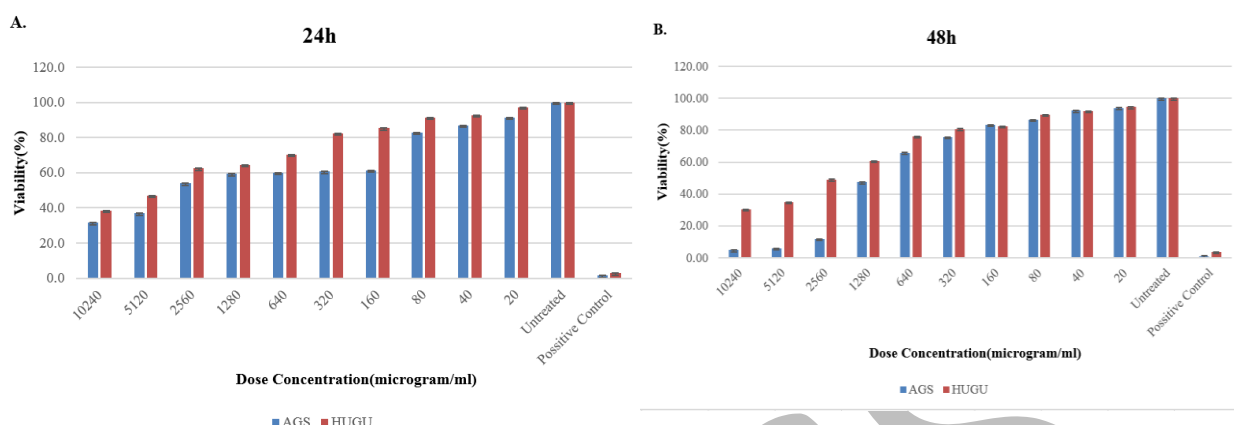 A.
24h
120.0
100.0
80.0
60.0
40.0
20.0
0.0
Viability(%)
10240
5120
2560
1280
640
320
160
80
40
20
Untreated
Possitive Control
Dose Concentration(microgram/ml)
AGS HUGU
B.
48h
120.00
100.00
80.00
60.00
40.00
20.00
0.00
Viability(%)
10240
5120
2560
1280
640
320
160
80
40
20
Untreated
Possitive Control
Dose Concentration(microgram/ml)
AGS HUGU